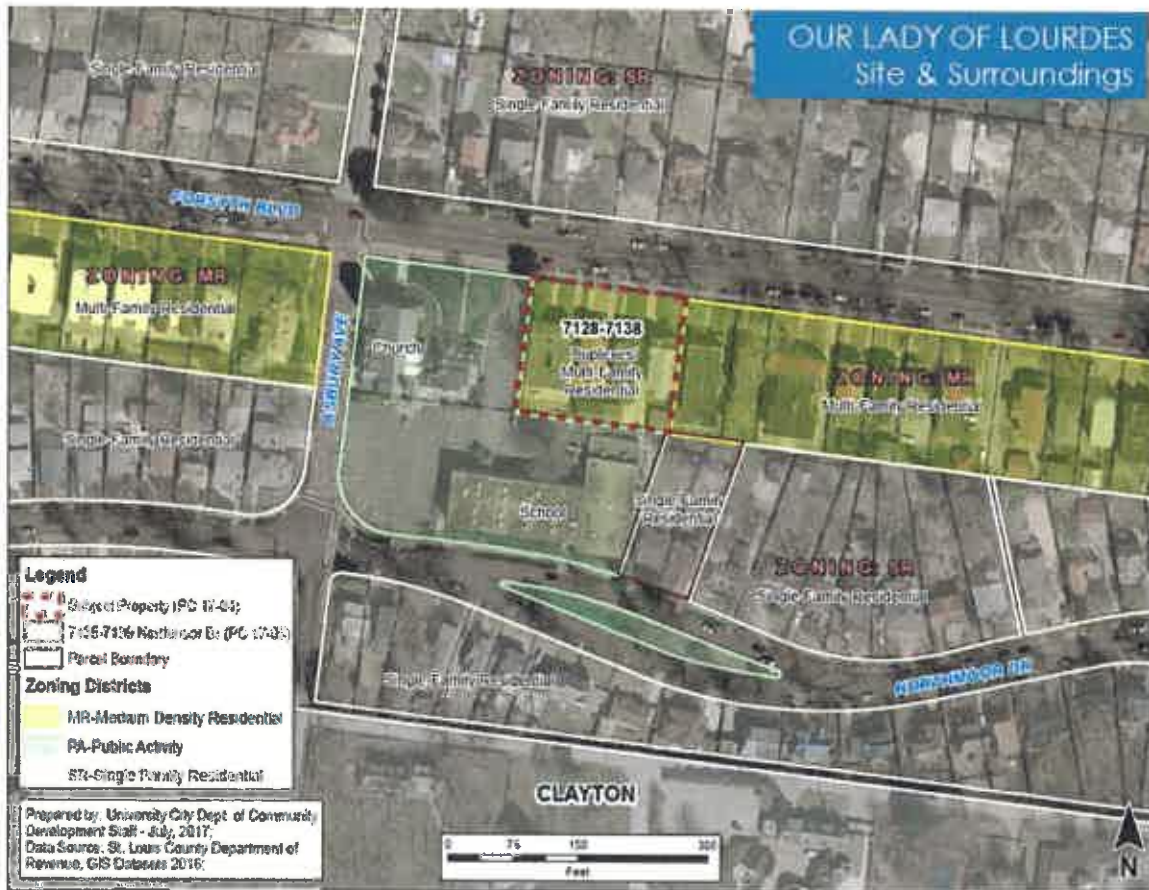 OUR LADY OF LOURDES
Site & Surroundings
Single Family Residential
ZONING: SR
Single Family Residential
FORSYTH BLVD
ZONING: MR
Multi-Family Residential
Church
7128-7138
Duplexes/
Multi-Family
Residential
ZONING: MR
Multi-Family Residential
Single Family Residential
School
Single Family
Residential
ZONING: SR
Single Family Residential
Single Family Residential
NORTHMOOR DR
CLAYTON
Legend
Subject Property
Parcel Boundary
Zoning Districts
MR-Medium Density Residential
PA-Public Activity
SR-Single Family Residential
Prepared by: University City Dept. of Community
Development Staff - July, 2017;
Data Source: St. Louis County Department of
Revenue, GIS Datasets 2016;
0 75 150 300
Feet
N